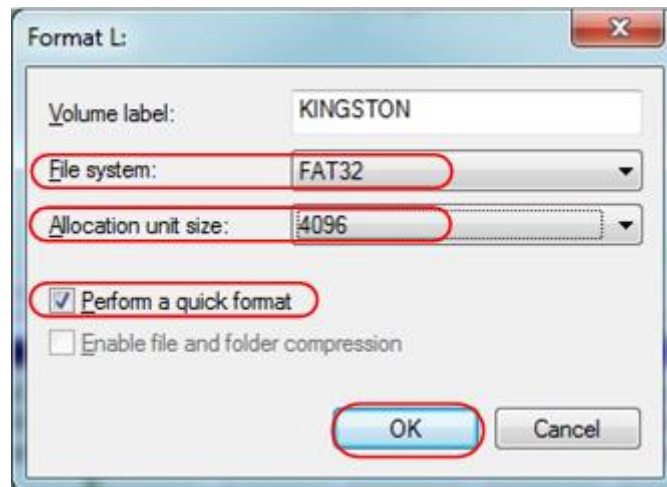 Format L:
Volume label: KINGSTON
File system: FAT32
Allocation unit size: 4096
Perform a quick format
Enable file and folder compression
OK Cancel